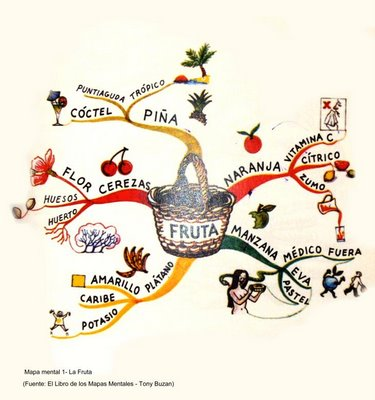 PUNTIAGUDA
TRÓPICO
CÓCTEL
PIÑA
FLOR
CEREZAS
HUESOS
HUERTO
NARANJA
VITAMINA C
CÍTRICO
ZUMO
FRUTA
MANZANA
MÉDICO FUERA
EVA
PASTEL
AMARILLO
PLÁTANO
CARIBE
POTASIO
Mapa mental 1- La Fruta
(Fuente: El Libro de los Mapas Mentales - Tony Buzan)